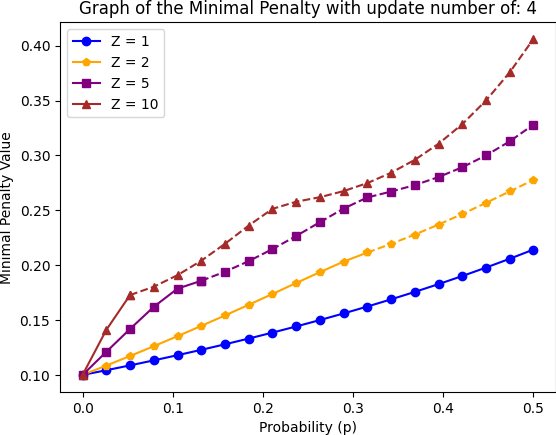 Graph of the Minimal Penalty with update number of: 4
Z = 1
Z = 2
Z = 5
Z = 10
Minimal Penalty Value
0.40
0.35
0.30
0.25
0.20
0.15
0.10
0.0 0.1 0.2 0.3 0.4 0.5
Probability (p)